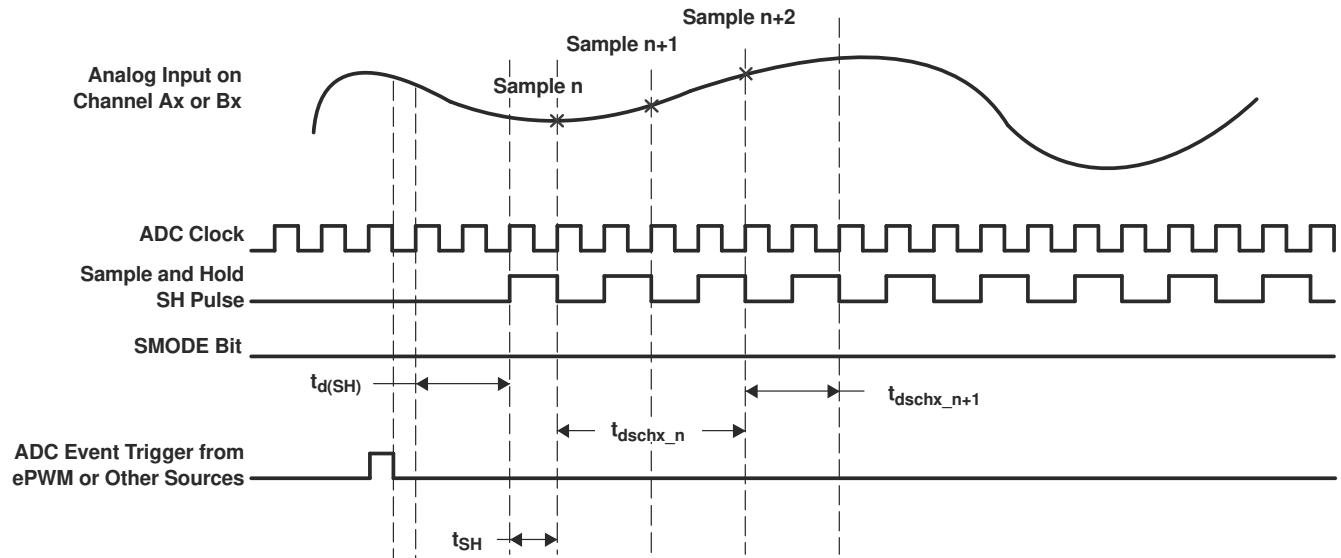 Sample n+2
Sample n+1
Analog Input on
Channel Ax or Bx
Sample n
ADC Clock
Sample and Hold
SH Pulse
SMODE Bit
td(SH)
tdschx_n+1
tdschx_n
ADC Event Trigger from
ePWM or Other Sources
tSH